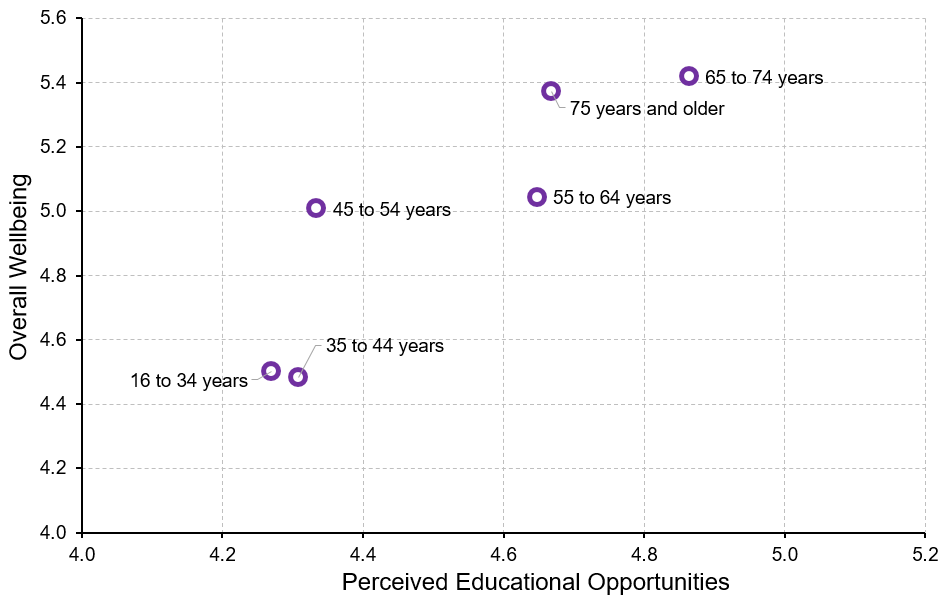 5.6
5.4
5.2
5.0
4.8
4.6
4.4
4.2
4.0
Overall Wellbeing
65 to 74 years
75 years and older
55 to 64 years
45 to 54 years
35 to 44 years
16 to 34 years
4.0 4.2 4.4 4.6 4.8 5.0 5.2
Perceived Educational Opportunities